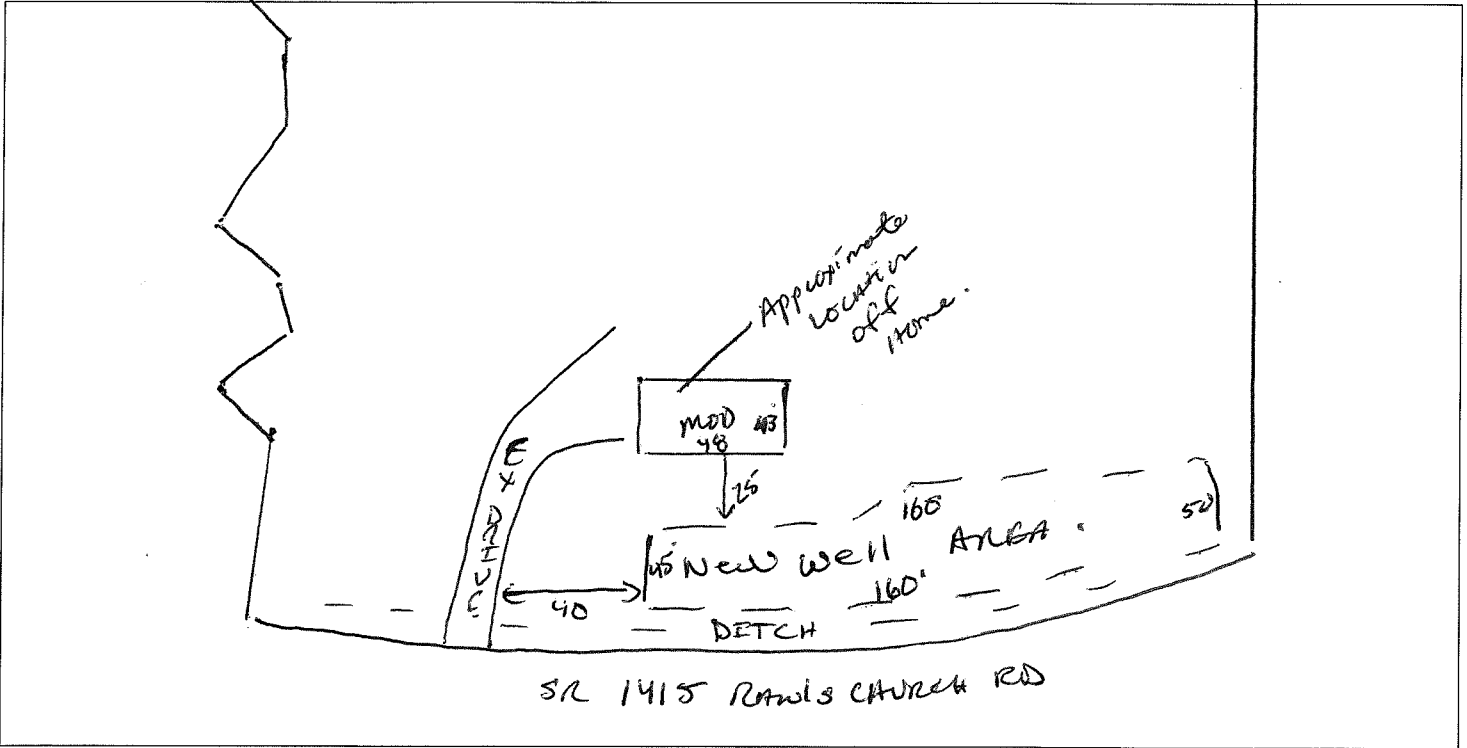 Approximate
Location
off
Home.
MOD 43
48
25
EX DRIVE
160
50
45 New Well AREA.
160'
40
DITCH
SR 1415 RAWLS CHURCH RD